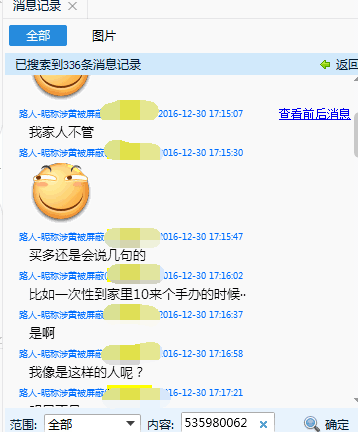 消息记录
全部
图片
已搜索到336条消息记录
返回
路人-昵称涉黄被屏蔽 2016-12-30 17:15:07
查看前后消息
我家人不管
路人-昵称涉黄被屏蔽 2016-12-30 17:15:30
路人-昵称涉黄被屏蔽 2016-12-30 17:15:47
买多还是会说几句的
路人-昵称涉黄被屏蔽 2016-12-30 17:16:02
比如一次性到家里10来个手办的时候··
路人-昵称涉黄被屏蔽 2016-12-30 17:16:37
是啊
路人-昵称涉黄被屏蔽 2016-12-30 17:16:58
我像是这样的人呢？
路人-昵称涉黄被屏蔽 2016-12-30 17:17:21
范围: 全部 内容: 535980062 确定